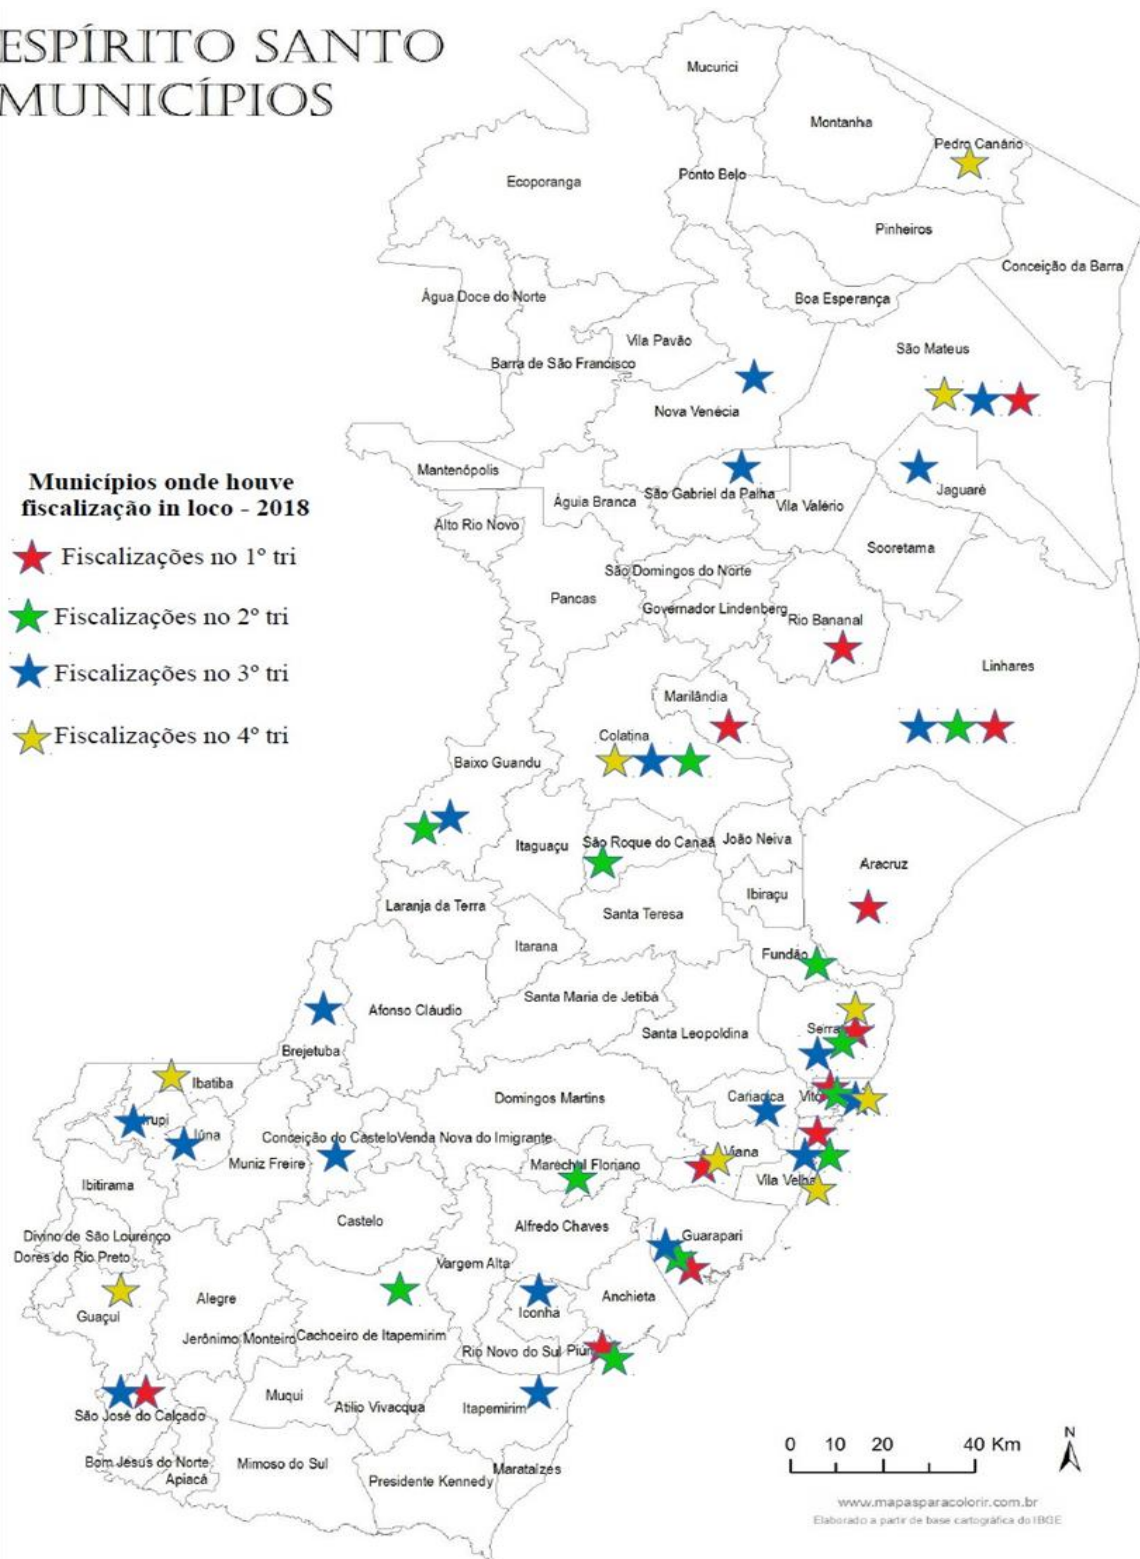 ESPÍRITO SANTO
MUNICÍPIOS
Mucurici
Montanha
Pedro Canário
Ponto Belo
Ecoporanga
Pinheiros
Conceição da Barra
Água Doce do Norte
Boa Esperança
Vila Pavão
São Mateus
Barra de São Francisco
Nova Venécia
Mantenópolis
Municípios onde houve
fiscalização in loco - 2018
São Gabriel da Palha
Jaguaré
Águia Branca
Vila Valério
Alto Rio Novo
Sooretama
Fiscalizações no 1º tri
São Domingos do Norte
Pancas
Governador Lindenberg
Rio Bananal
Fiscalizações no 2º tri
Linhares
Fiscalizações no 3º tri
Marilândia
Fiscalizações no 4º tri
Colatina
Baixo Guandu
Itaguaçu
São Roque do Canaã
João Neiva
Aracruz
Ibiraçu
Laranja da Terra
Santa Teresa
Itarana
Fundão
Santa Maria de Jetibá
Afonso Cláudio
Serra
Santa Leopoldina
Brejetuba
Ibatiba
Domingos Martins
Cariacica
Vitó
Irupi
Iúna
Conceição do Castelo
Venda Nova do Imigrante
Viana
Muniz Freire
Marechal Floriano
Vila Velha
Ibitirama
Castelo
Alfredo Chaves
Divino de São Lourenço
Guarapari
Dores do Rio Preto
Vargem Alta
Alegre
Anchieta
Guaçuí
Iconha
Jerônimo Monteiro
Cachoeiro de Itapemirim
Rio Novo do Sul
Piúm
Muqui
São José do Calçado
Atilio Vivacqua
Itapemirim
Bom Jesus do Norte
Apiacá
Mimoso do Sul
Presidente Kennedy
Marataízes
0 10 20 40 Km
N
www.mapasparacolorir.com.br
Elaborado a partir de base cartográfica do IBGE